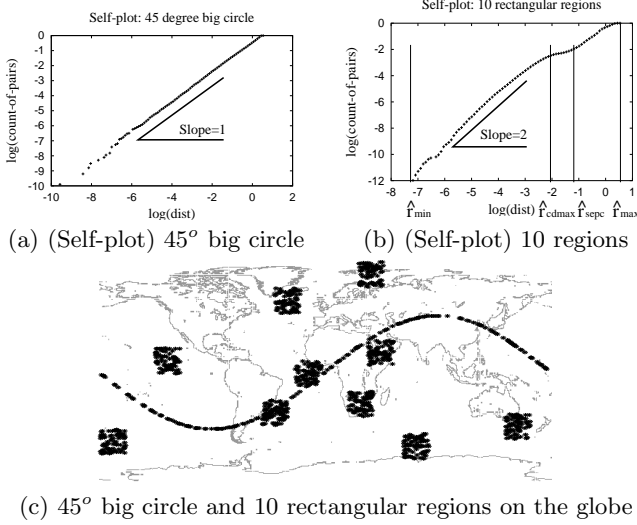 Self-plot: 45 degree big circle
0
-1
-2
-3
-4
-5
-6
-7
-8
-9
-10
log(count-of-pairs)
Slope=1
-10 -8 -6 -4 -2 0 2
log(dist)
(a) (Self-plot) 45º big circle
Self-plot: 10 rectangular regions
0
-2
-4
-6
-8
-10
-12
log(count-of-pairs)
Slope=2
-8 -7 -6 -5 -4 -3 -2 -1 0 1
r̂min log(dist) r̂cdmax r̂sepc r̂max
(b) (Self-plot) 10 regions
(c) 45º big circle and 10 rectangular regions on the globe